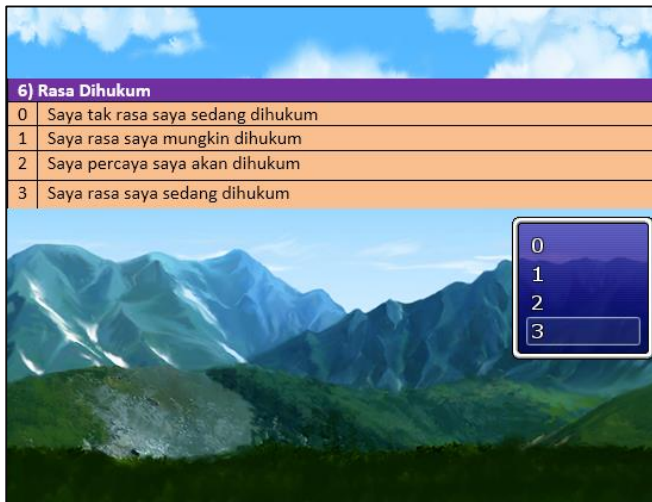 6) Rasa Dihukum
0 Saya tak rasa saya sedang dihukum
1 Saya rasa saya mungkin dihukum
2 Saya percaya saya akan dihukum
3 Saya rasa saya sedang dihukum
0
1
2
3